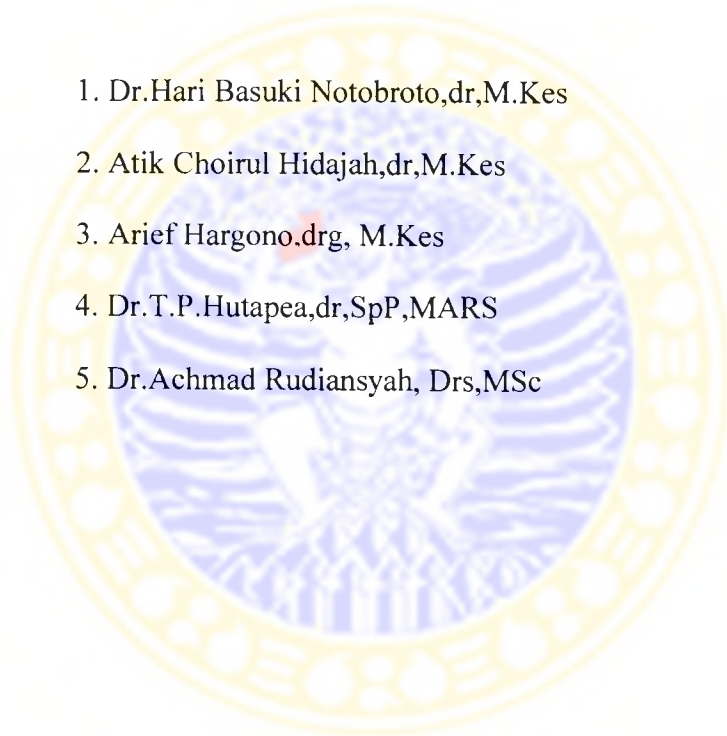 1. Dr.Hari Basuki Notobroto,dr,M.Kes
2. Atik Choirul Hidajah,dr,M.Kes
3. Arief Hargono.drg, M.Kes
4. Dr.T.P.Hutapea,dr,SpP,MARS
5. Dr.Achmad Rudiansyah, Drs,MSc